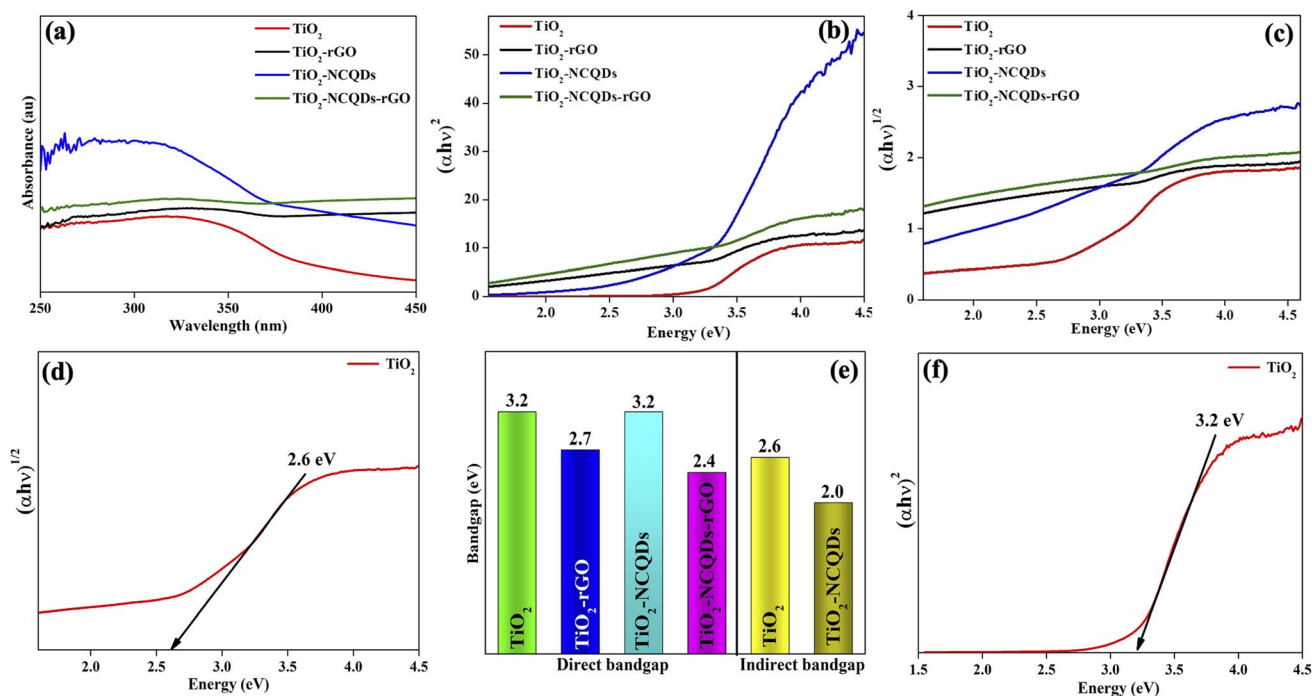 (a)
TiO2
TiO2-rGO
TiO2-NCQDs
TiO2-NCQDs-rGO
Absorbance (au)
250 300 350 400 450
Wavelength (nm)
(b)
TiO2
TiO2-rGO
TiO2-NCQDs
TiO2-NCQDs-rGO
(αhν)2
50
40
30
20
10
0
2.0 2.5 3.0 3.5 4.0 4.5
Energy (eV)
(c)
TiO2
TiO2-rGO
TiO2-NCQDs
TiO2-NCQDs-rGO
(αhν)1/2
4
3
2
1
0
2.0 2.5 3.0 3.5 4.0 4.5
Energy (eV)
(d)
TiO2
2.6 eV
(αhν)1/2
2.0 2.5 3.0 3.5 4.0 4.5
Energy (eV)
(e)
Bandgap (eV)
3.2
2.7
3.2
2.4
2.6
2.0
TiO2
TiO2-rGO
TiO2-NCQDs
TiO2-NCQDs-rGO
TiO2
TiO2-NCQDs
Direct bandgap
Indirect bandgap
(f)
TiO2
3.2 eV
(αhν)2
1.5 2.0 2.5 3.0 3.5 4.0 4.5
Energy (eV)